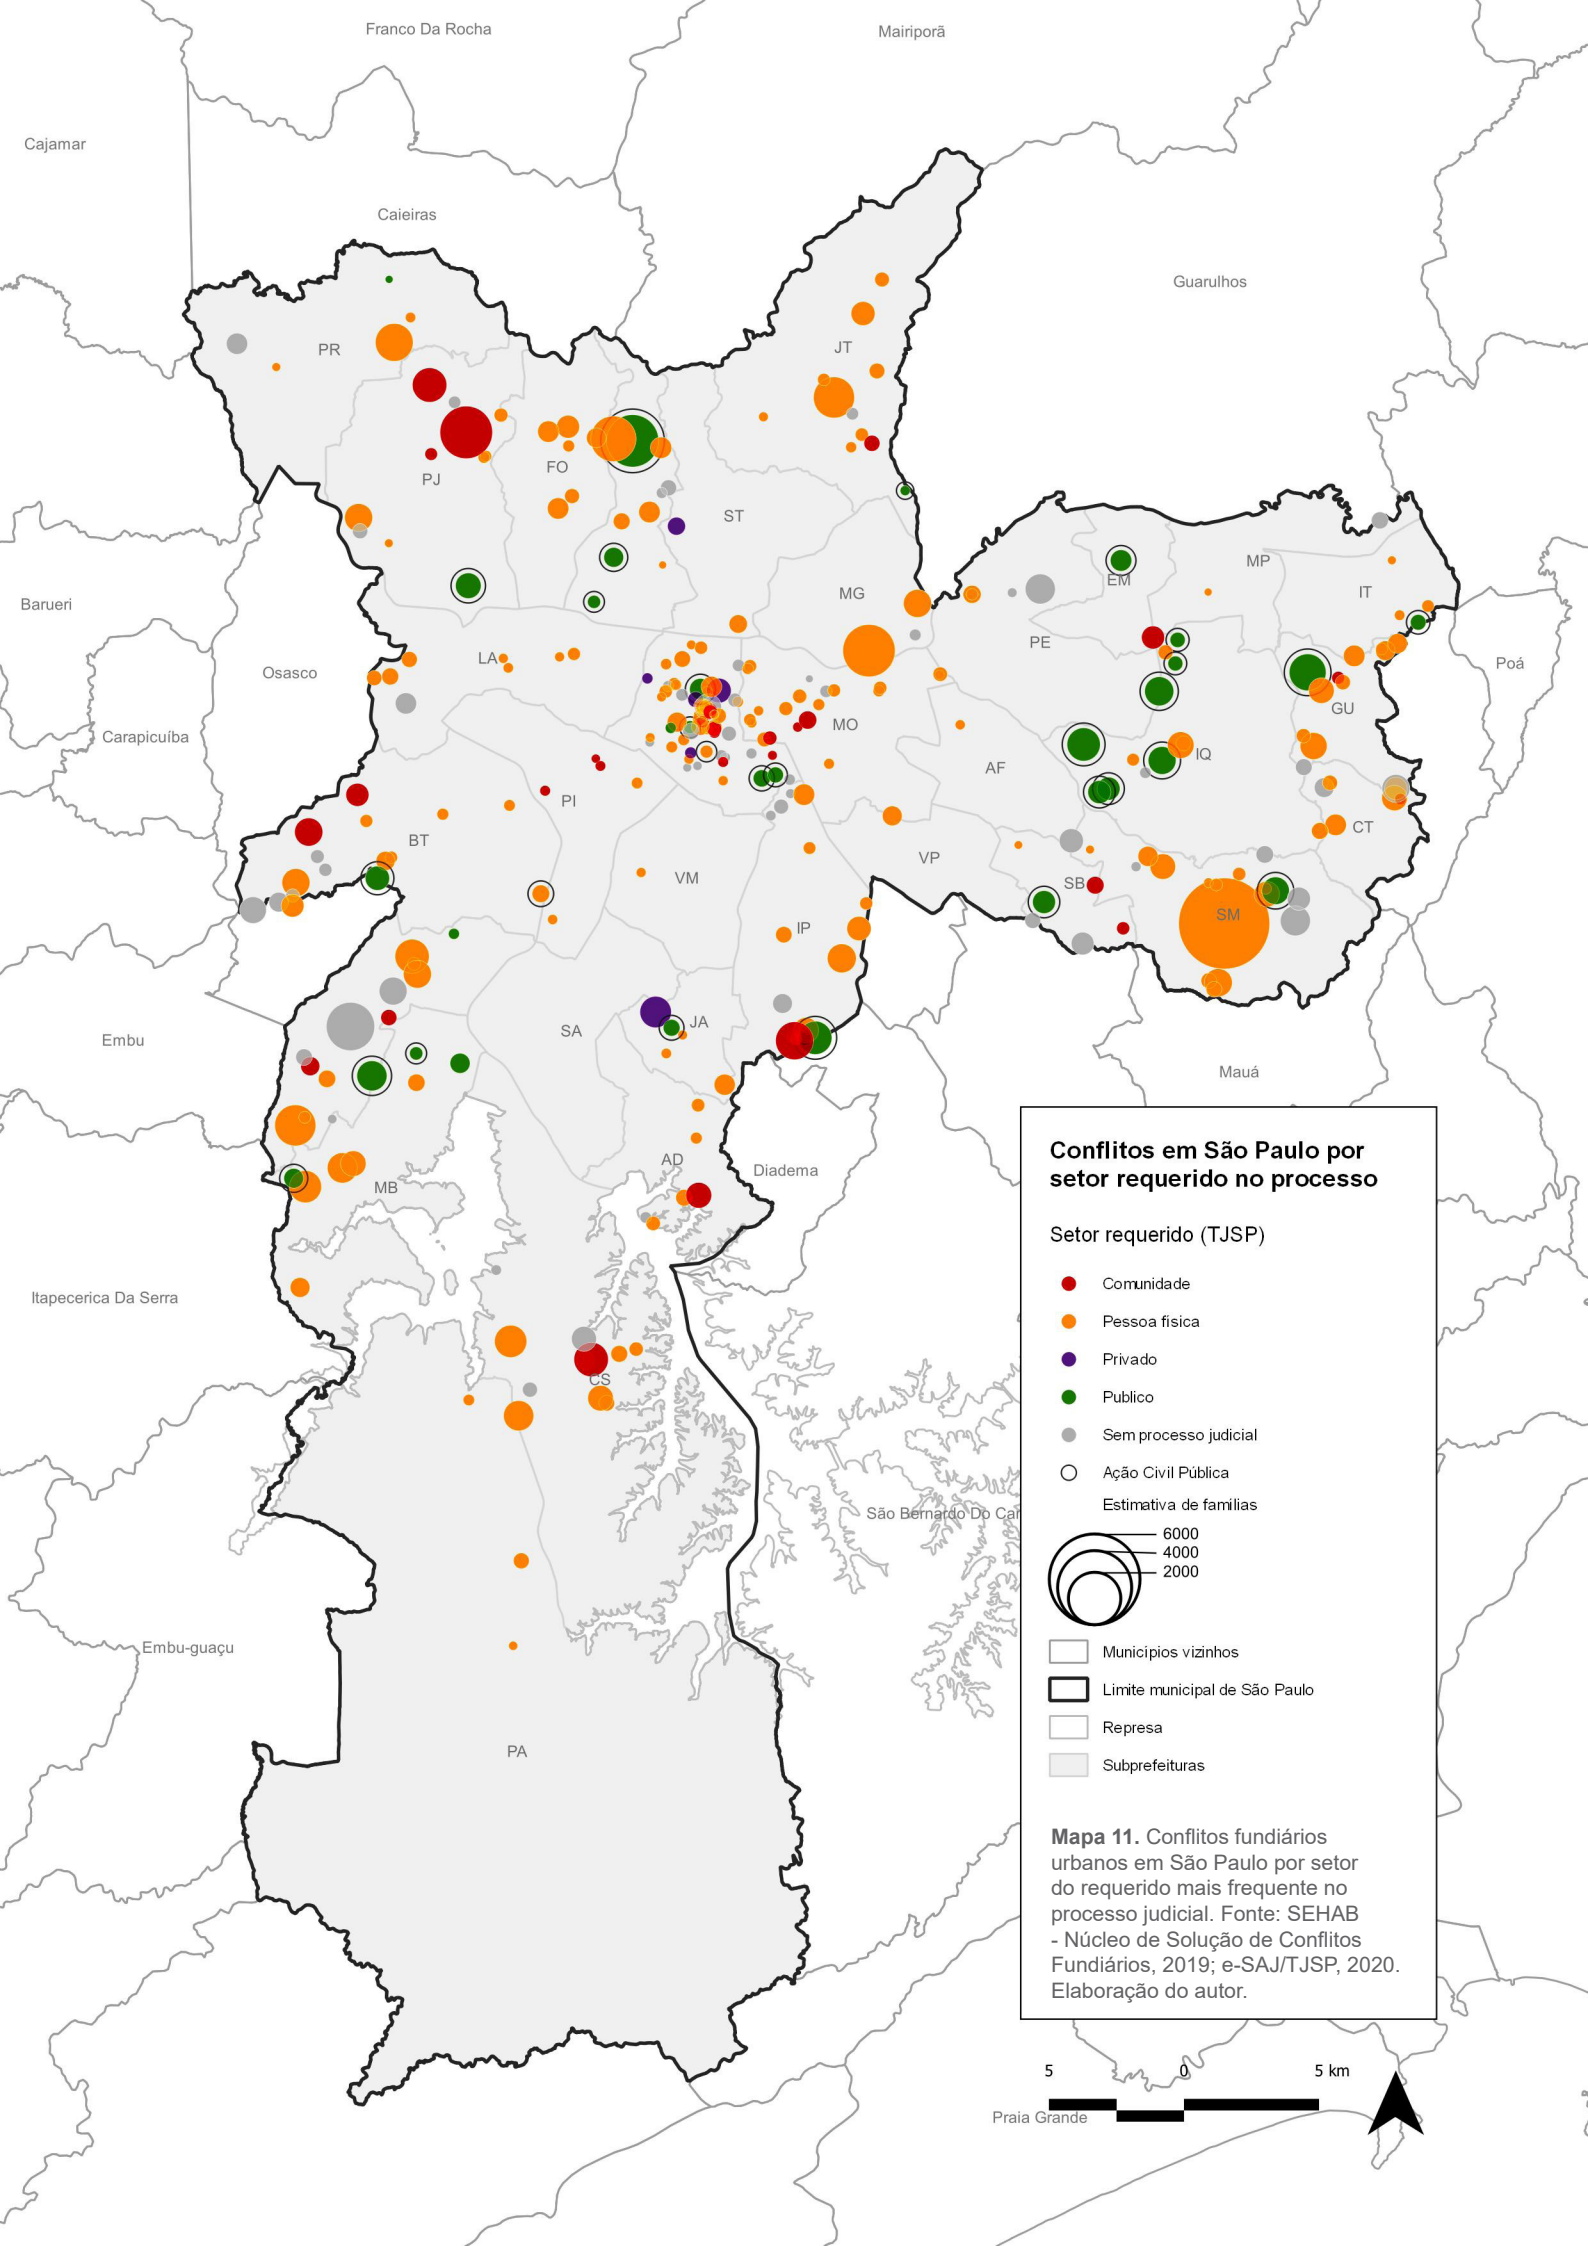 Franco Da Rocha
Mairiporã
Cajamar
Caieiras
Guarulhos
PR
JT
PJ
FO
ST
MG
EM
MP
IT
Barueri
PE
Osasco
LA
Poá
Carapicuíba
MO
GU
AF
IQ
PI
BT
CT
VM
VP
SB
SM
IP
Embu
SA
JA
Mauá
AD
Diadema
MB
Itapecerica Da Serra
CS
São Bernardo Do Car
Embu-guaçu
PA
Conflitos em São Paulo por
setor requerido no processo
Setor requerido (TJSP)
Comunidade
Pessoa fisica
Privado
Publico
Sem processo judicial
Ação Civil Pública
Estimativa de familias
6000
4000
2000
Municipios vizinhos
Limite municipal de São Paulo
Represa
Subprefeituras
Mapa 11. Conflitos fundiários
urbanos em São Paulo por setor
do requerido mais frequente no
processo judicial. Fonte: SEHAB
- Núcleo de Solução de Conflitos
Fundiários, 2019; e-SAJ/TJSP, 2020.
Elaboração do autor.
5 0 5 km
Praia Grande